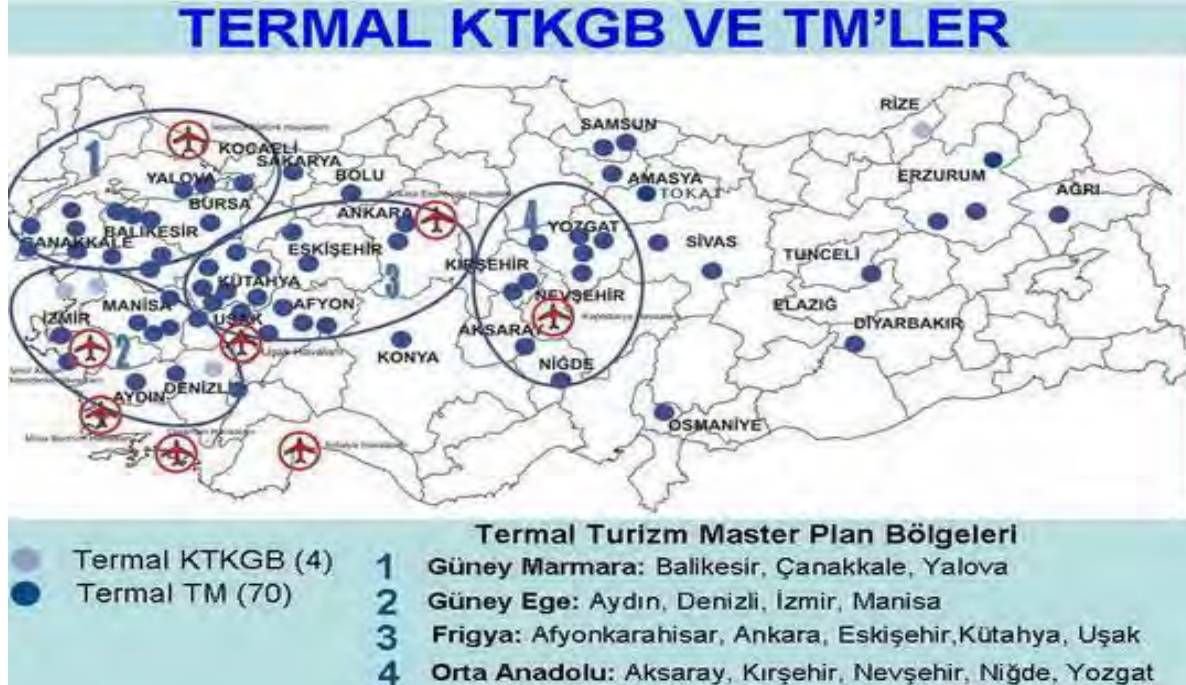 TERMAL KTKGB VE TM'LER
RİZE
SAMSUN
1
KOCAELİ
SAKARYA
BOLU
AMASYA
TOKAT
ERZURUM
AĞRI
YALOVA
BURSA
ANKARA
4
YOZGAT
ÇANAKKALE
BALIKESİR
ESKİŞEHİR
SİVAS
TUNCELİ
3
KIRŞEHİR
KÜTAHYA
NEVŞEHİR
MANİSA
AFYON
ELAZIĞ
İZMİR
UŞAK
AKSARAY
DİYARBAKIR
2
Uşak Havaalanı
KONYA
NİĞDE
AYDIN
DENİZLİ
OSMANİYE
Termal KTKGB (4)
Termal TM (70)
Termal Turizm Master Plan Bölgeleri
1 Güney Marmara: Balikesir, Çanakkale, Yalova
2 Güney Ege: Aydın, Denizli, İzmir, Manisa
3 Frigya: Afyonkarahisar, Ankara, Eskişehir,Kütahya, Uşak
4 Orta Anadolu: Aksaray, Kırşehir, Nevşehir, Niğde, Yozgat